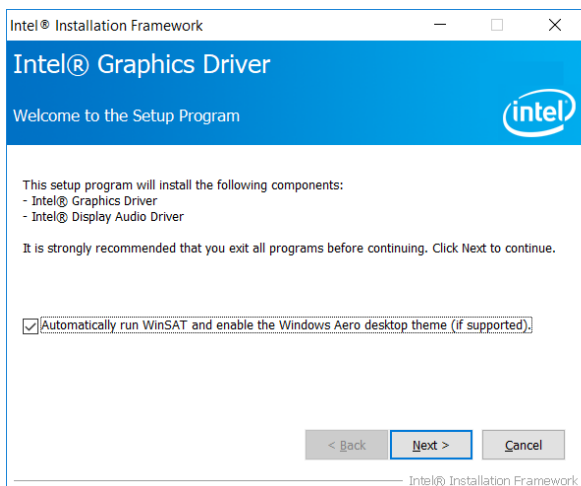 Intel® Installation Framework
Intel® Graphics Driver
Welcome to the Setup Program
intel
This setup program will install the following components:
- Intel® Graphics Driver
- Intel® Display Audio Driver
It is strongly recommended that you exit all programs before continuing. Click Next to continue.
Automatically run WinSAT and enable the Windows Aero desktop theme (if supported).
< Back Next > Cancel
Intel® Installation Framework